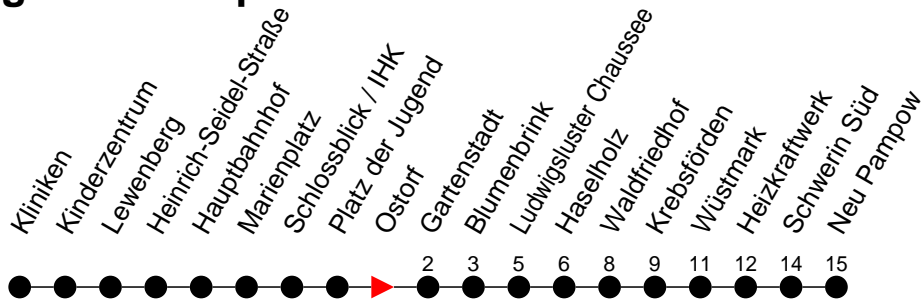 Kliniken
Kinderzentrum
Lewenberg
Heinrich-Seidel-Straße
Hauptbahnhof
Marienplatz
Schlossblick / IHK
Platz der Jugend
Ostorf
Gartenstadt
Blumenbrink
Ludwigsluster Chaussee
Haselholz
Waldfriedhof
Krebsförden
Wüstmark
Heizkraftwerk
Schwerin Süd
Neu Pampow
2 3 5 6 8 9 11 12 14 15